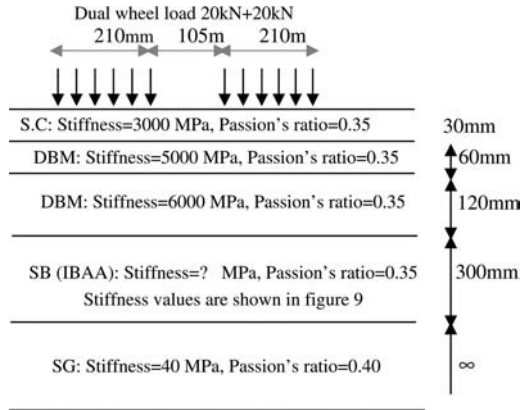 Dual wheel load 20kN+20kN
210mm 105m 210m
S.C: Stiffness=3000 MPa, Passion's ratio=0.35
30mm
DBM: Stiffness=5000 MPa, Passion's ratio=0.35
60mm
DBM: Stiffness=6000 MPa, Passion's ratio=0.35
120mm
SB (IBAA): Stiffness=? MPa, Passion's ratio=0.35
300mm
Stiffness values are shown in figure 9
SG: Stiffness=40 MPa, Passion's ratio=0.40
∞